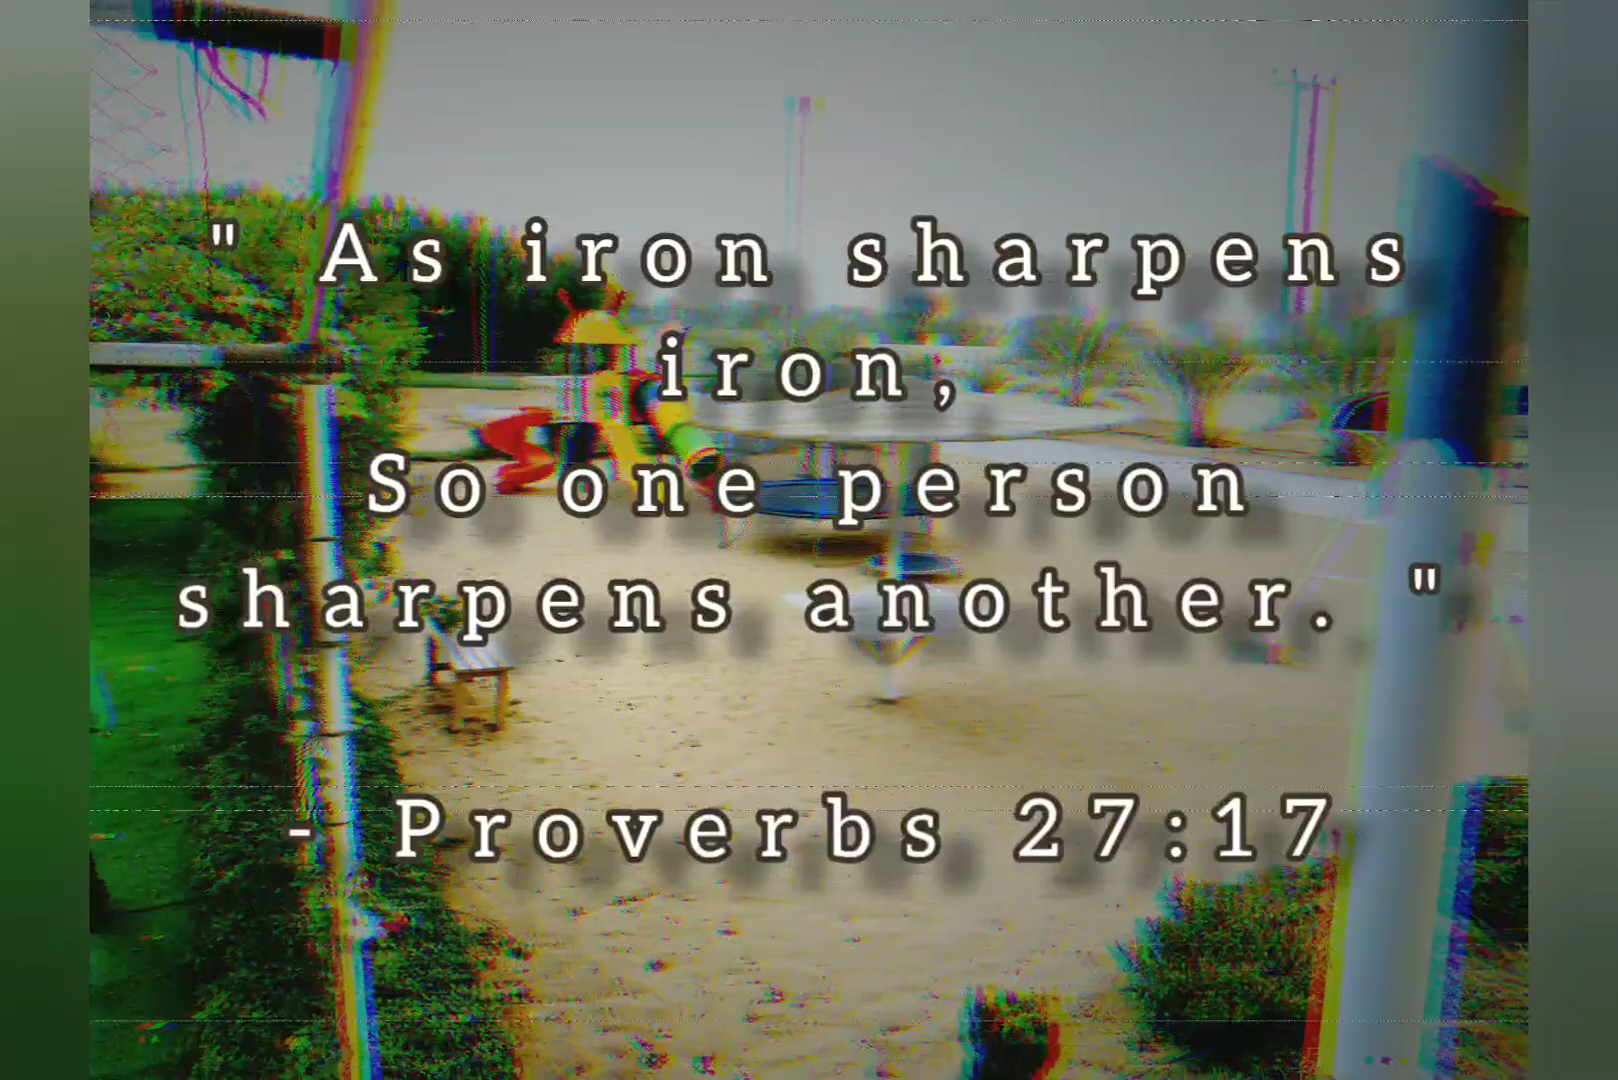 " As iron sharpens
iron,
So one person
sharpens another. "
- Proverbs 27:17